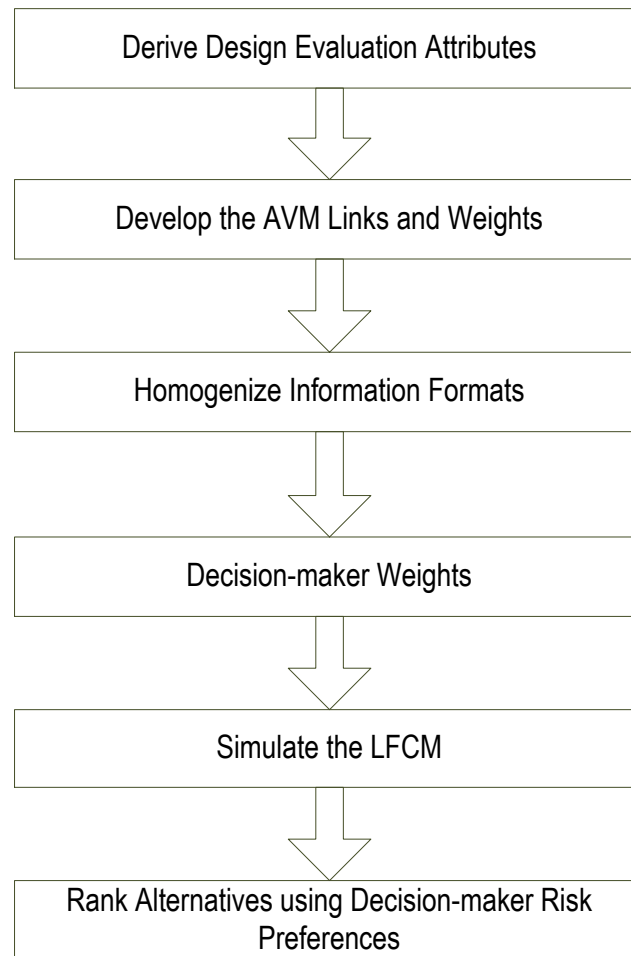 Derive Design Evaluation Attributes
Develop the AVM Links and Weights
Homogenize Information Formats
Decision-maker Weights
Simulate the LFCM
Rank Alternatives using Decision-maker Risk
Preferences